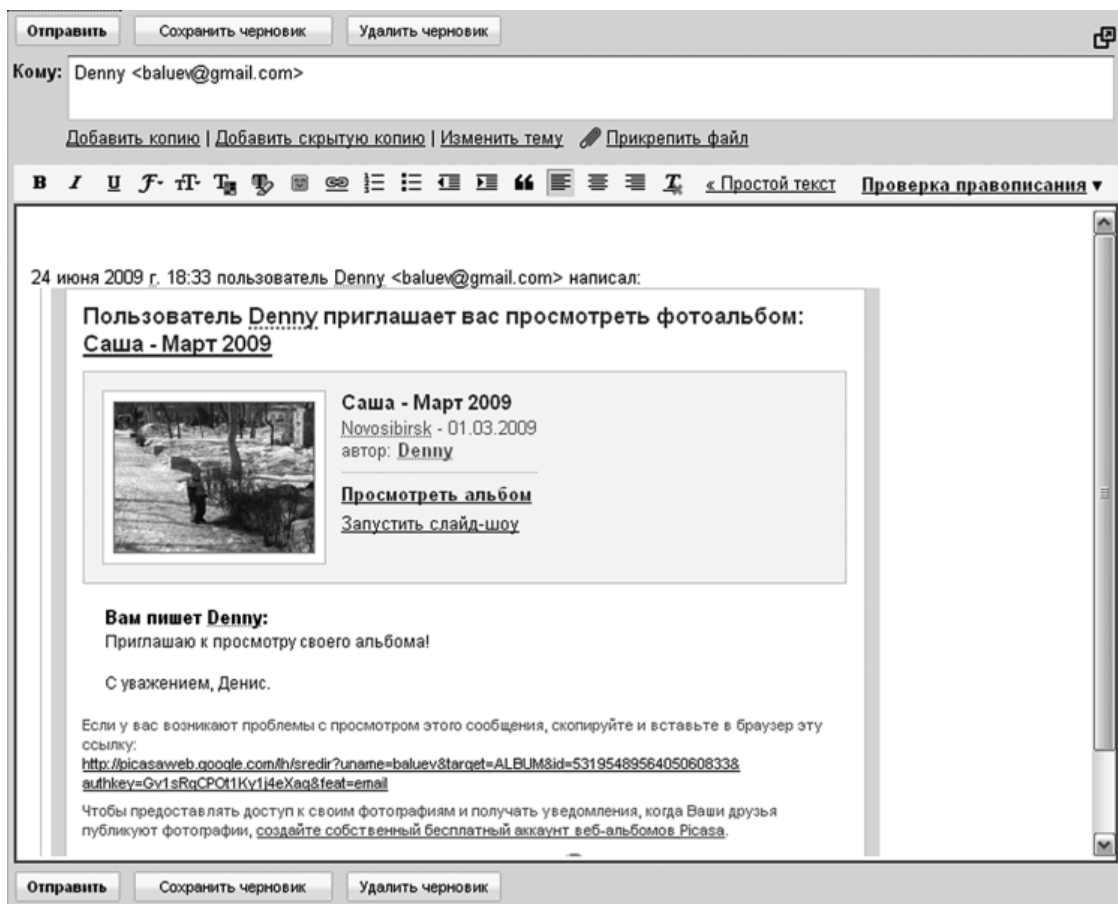 Отправить Сохранить черновик Удалить черновик
Кому: Denny <baluev@gmail.com>
Добавить копию | Добавить скрытую копию | Изменить тему Прикрепить файл
B I U F T T « Простой текст Проверка правописания
24 июня 2009 г. 18:33 пользователь Denny <baluev@gmail.com> написал:
Пользователь Denny приглашает вас просмотреть фотоальбом:
Саша - Март 2009
Саша - Март 2009
Novosibirsk - 01.03.2009
автор: Denny
Просмотреть альбом
Запустить слайд-шоу
Вам пишет Denny:
Приглашаю к просмотру своего альбома!
С уважением, Денис.
Если у вас возникают проблемы с просмотром этого сообщения, скопируйте и вставьте в браузер эту
ссылку:
http://picasaweb.google.com/lh/sredir?uname=baluev&target=ALBUM&id=5319548956405060833&
authkey=Gv1sRgCPOt1Ky1j4eXag&feat=email
Чтобы предоставлять доступ к своим фотографиям и получать уведомления, когда Ваши друзья
публикуют фотографии, создайте собственный бесплатный аккаунт веб-альбомов Picasa.
Отправить Сохранить черновик Удалить черновик